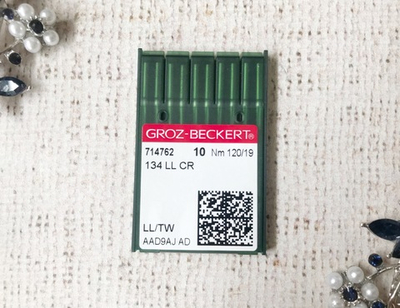 GROZ-BECKERT®
714762 10 Nm 120/19
134 LL CR
LL/TW
AAD9AJ AD